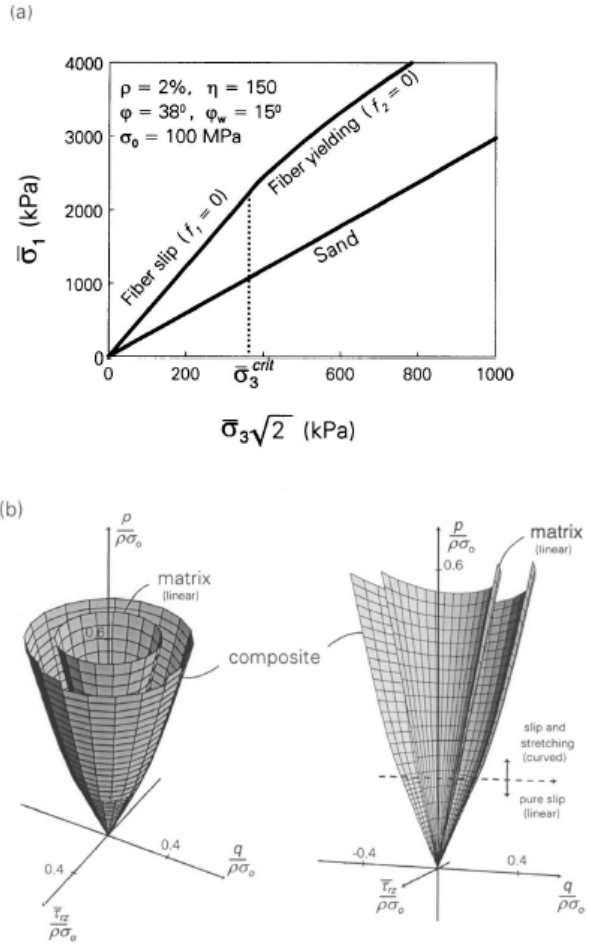 (a)
4000
ρ = 2%, η = 150
φ = 38⁰, φw = 15⁰
σ₀ = 100 MPa
Fiber yielding (f₂ = 0)
3000
Fiber slip (f₁ = 0)
2000
Sand
1000
0
σ̅₁ (kPa)
0 200 σ̅₃ᶜʳⁱᵗ 600 800 1000
σ̅₃√2 (kPa)
(b)
p/ρσₒ
matrix
(linear)
0.6
composite
0.4
q/ρσₒ
0.4
τ̅rz/ρσₒ
p/ρσₒ
matrix
(linear)
0.6
slip and
stretching
(curved)
pure slip
(linear)
-0.4
0.4
τ̅rz/ρσₒ
q/ρσₒ